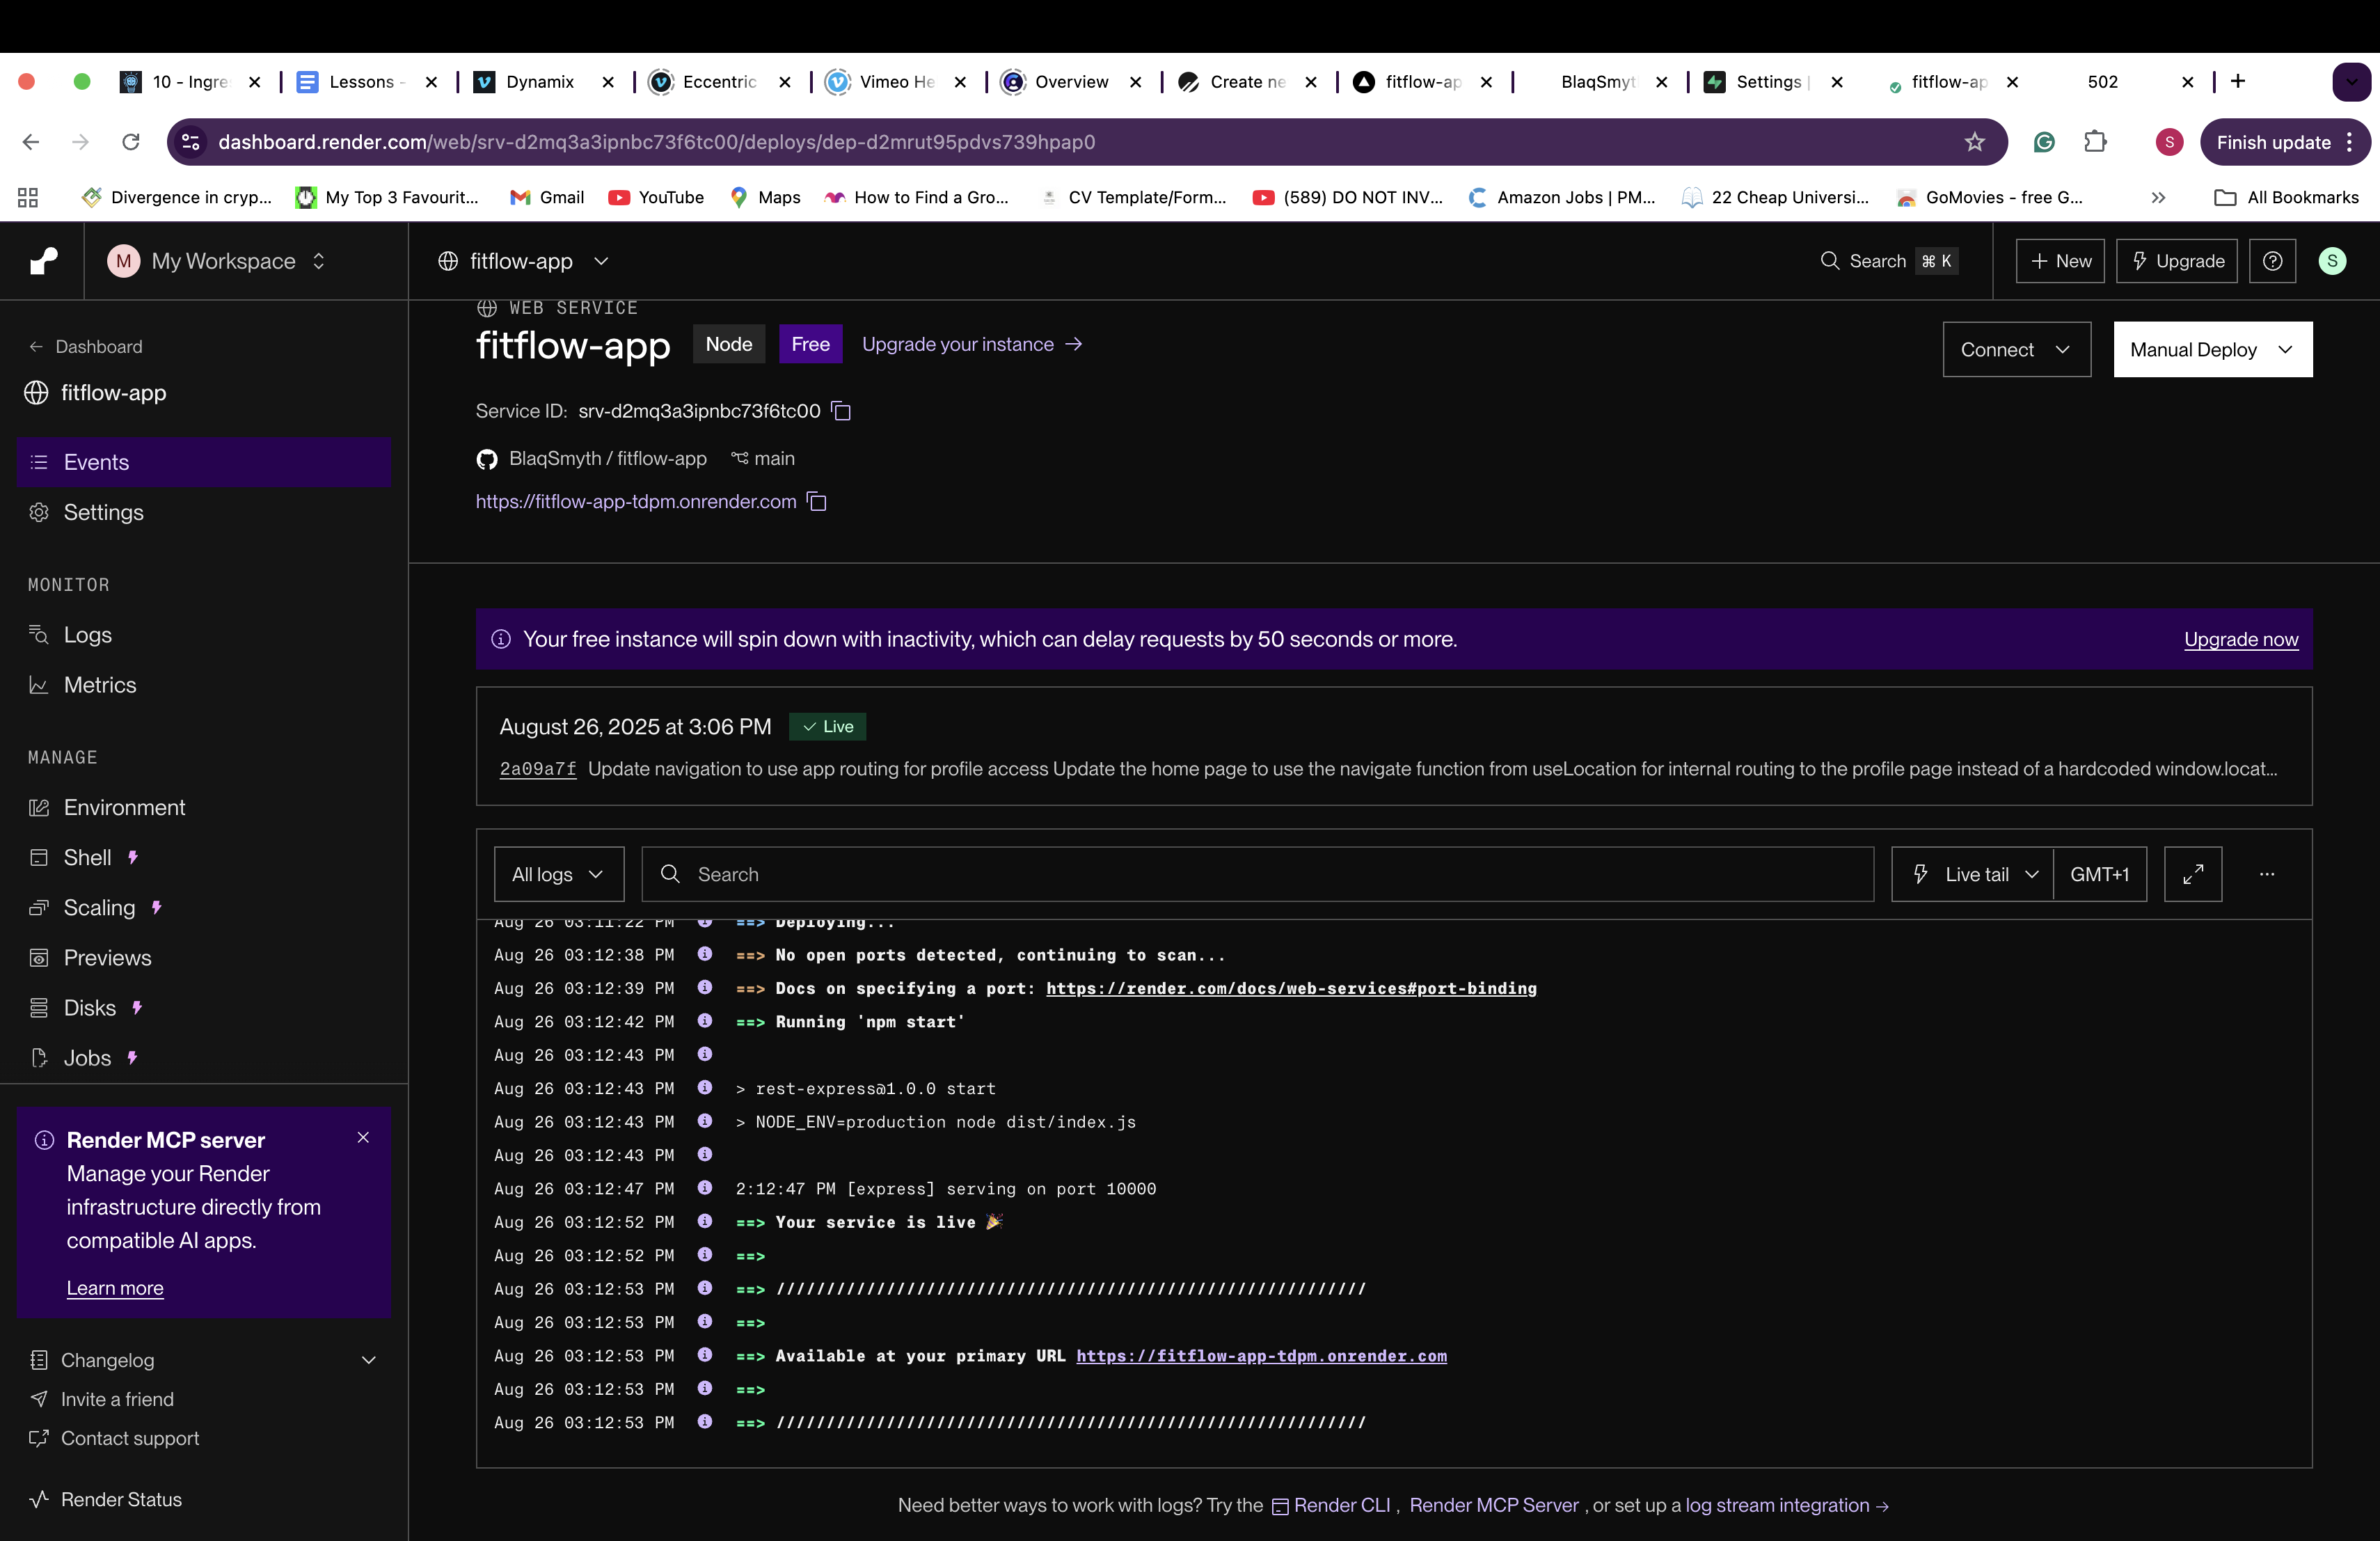 10 - Ingre
Lessons -
Dynamix
Eccentric
Vimeo He
Overview
Create ne
fitflow-ap
BlaqSmyt
Settings |
fitflow-ap
502
dashboard.render.com/web/srv-d2mq3a3ipnbc73f6tc00/deploys/dep-d2mrut95pdvs739hpap0
S
Finish update
Divergence in cryp...
My Top 3 Favourit...
Gmail
YouTube
Maps
How to Find a Gro...
CV Template/Form...
(589) DO NOT INV...
Amazon Jobs | PM...
22 Cheap Universi...
GoMovies - free G...
All Bookmarks
M My Workspace
fitflow-app
Search ⌘ K
+ New
Upgrade
S
Dashboard
fitflow-app
Events
Settings
MONITOR
Logs
Metrics
MANAGE
Environment
Shell
Scaling
Previews
Disks
Jobs
Render MCP server
Manage your Render
infrastructure directly from
compatible AI apps.
Learn more
Changelog
Invite a friend
Contact support
Render Status
WEB SERVICE
fitflow-app Node Free Upgrade your instance →
Connect
Manual Deploy
Service ID: srv-d2mq3a3ipnbc73f6tc00
BlaqSmyth / fitflow-app main
https://fitflow-app-tdpm.onrender.com
Your free instance will spin down with inactivity, which can delay requests by 50 seconds or more.
Upgrade now
August 26, 2025 at 3:06 PM ✓ Live
2a09a7f Update navigation to use app routing for profile access Update the home page to use the navigate function from useLocation for internal routing to the profile page instead of a hardcoded window.locat...
All logs
Search
Live tail
GMT+1
Aug 26 03:11:22 PM ==> Deploying...
Aug 26 03:12:38 PM ==> No open ports detected, continuing to scan...
Aug 26 03:12:39 PM ==> Docs on specifying a port: https://render.com/docs/web-services#port-binding
Aug 26 03:12:42 PM ==> Running 'npm start'
Aug 26 03:12:43 PM
Aug 26 03:12:43 PM > rest-express@1.0.0 start
Aug 26 03:12:43 PM > NODE_ENV=production node dist/index.js
Aug 26 03:12:43 PM
Aug 26 03:12:47 PM 2:12:47 PM [express] serving on port 10000
Aug 26 03:12:52 PM ==> Your service is live 🎉
Aug 26 03:12:52 PM ==>
Aug 26 03:12:53 PM ==> ///////////////////////////////////////////////////////////
Aug 26 03:12:53 PM ==>
Aug 26 03:12:53 PM ==> Available at your primary URL https://fitflow-app-tdpm.onrender.com
Aug 26 03:12:53 PM ==>
Aug 26 03:12:53 PM ==> ///////////////////////////////////////////////////////////
Need better ways to work with logs? Try the Render CLI , Render MCP Server , or set up a log stream integration →